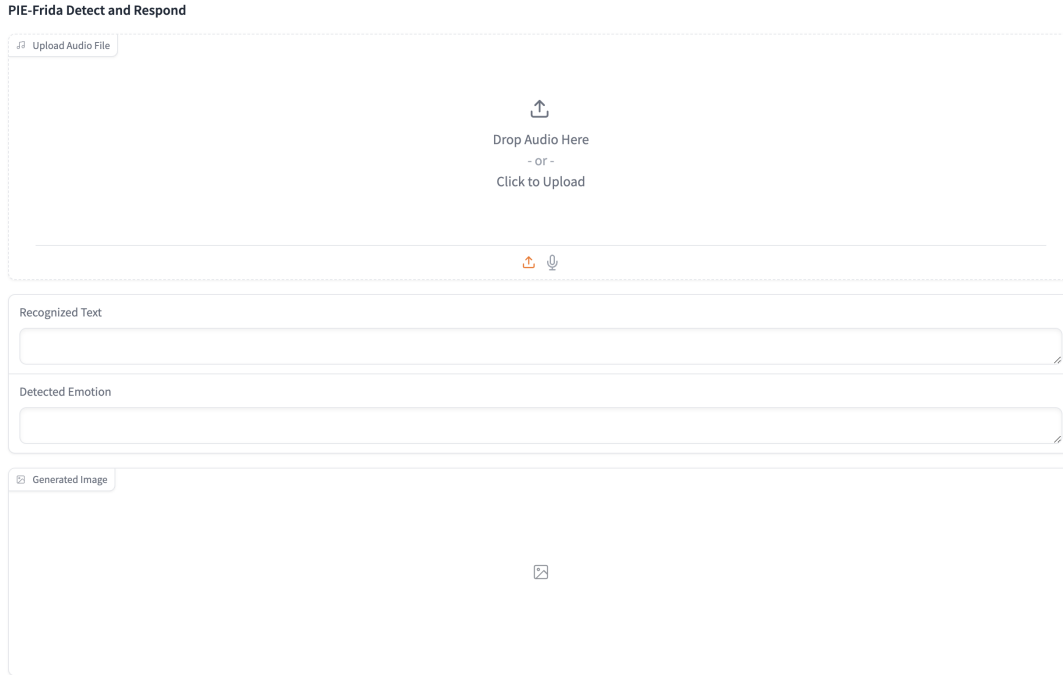 PIE-Frida Detect and Respond
Upload Audio File
Drop Audio Here
- or -
Click to Upload
Recognized Text
Detected Emotion
Generated Image